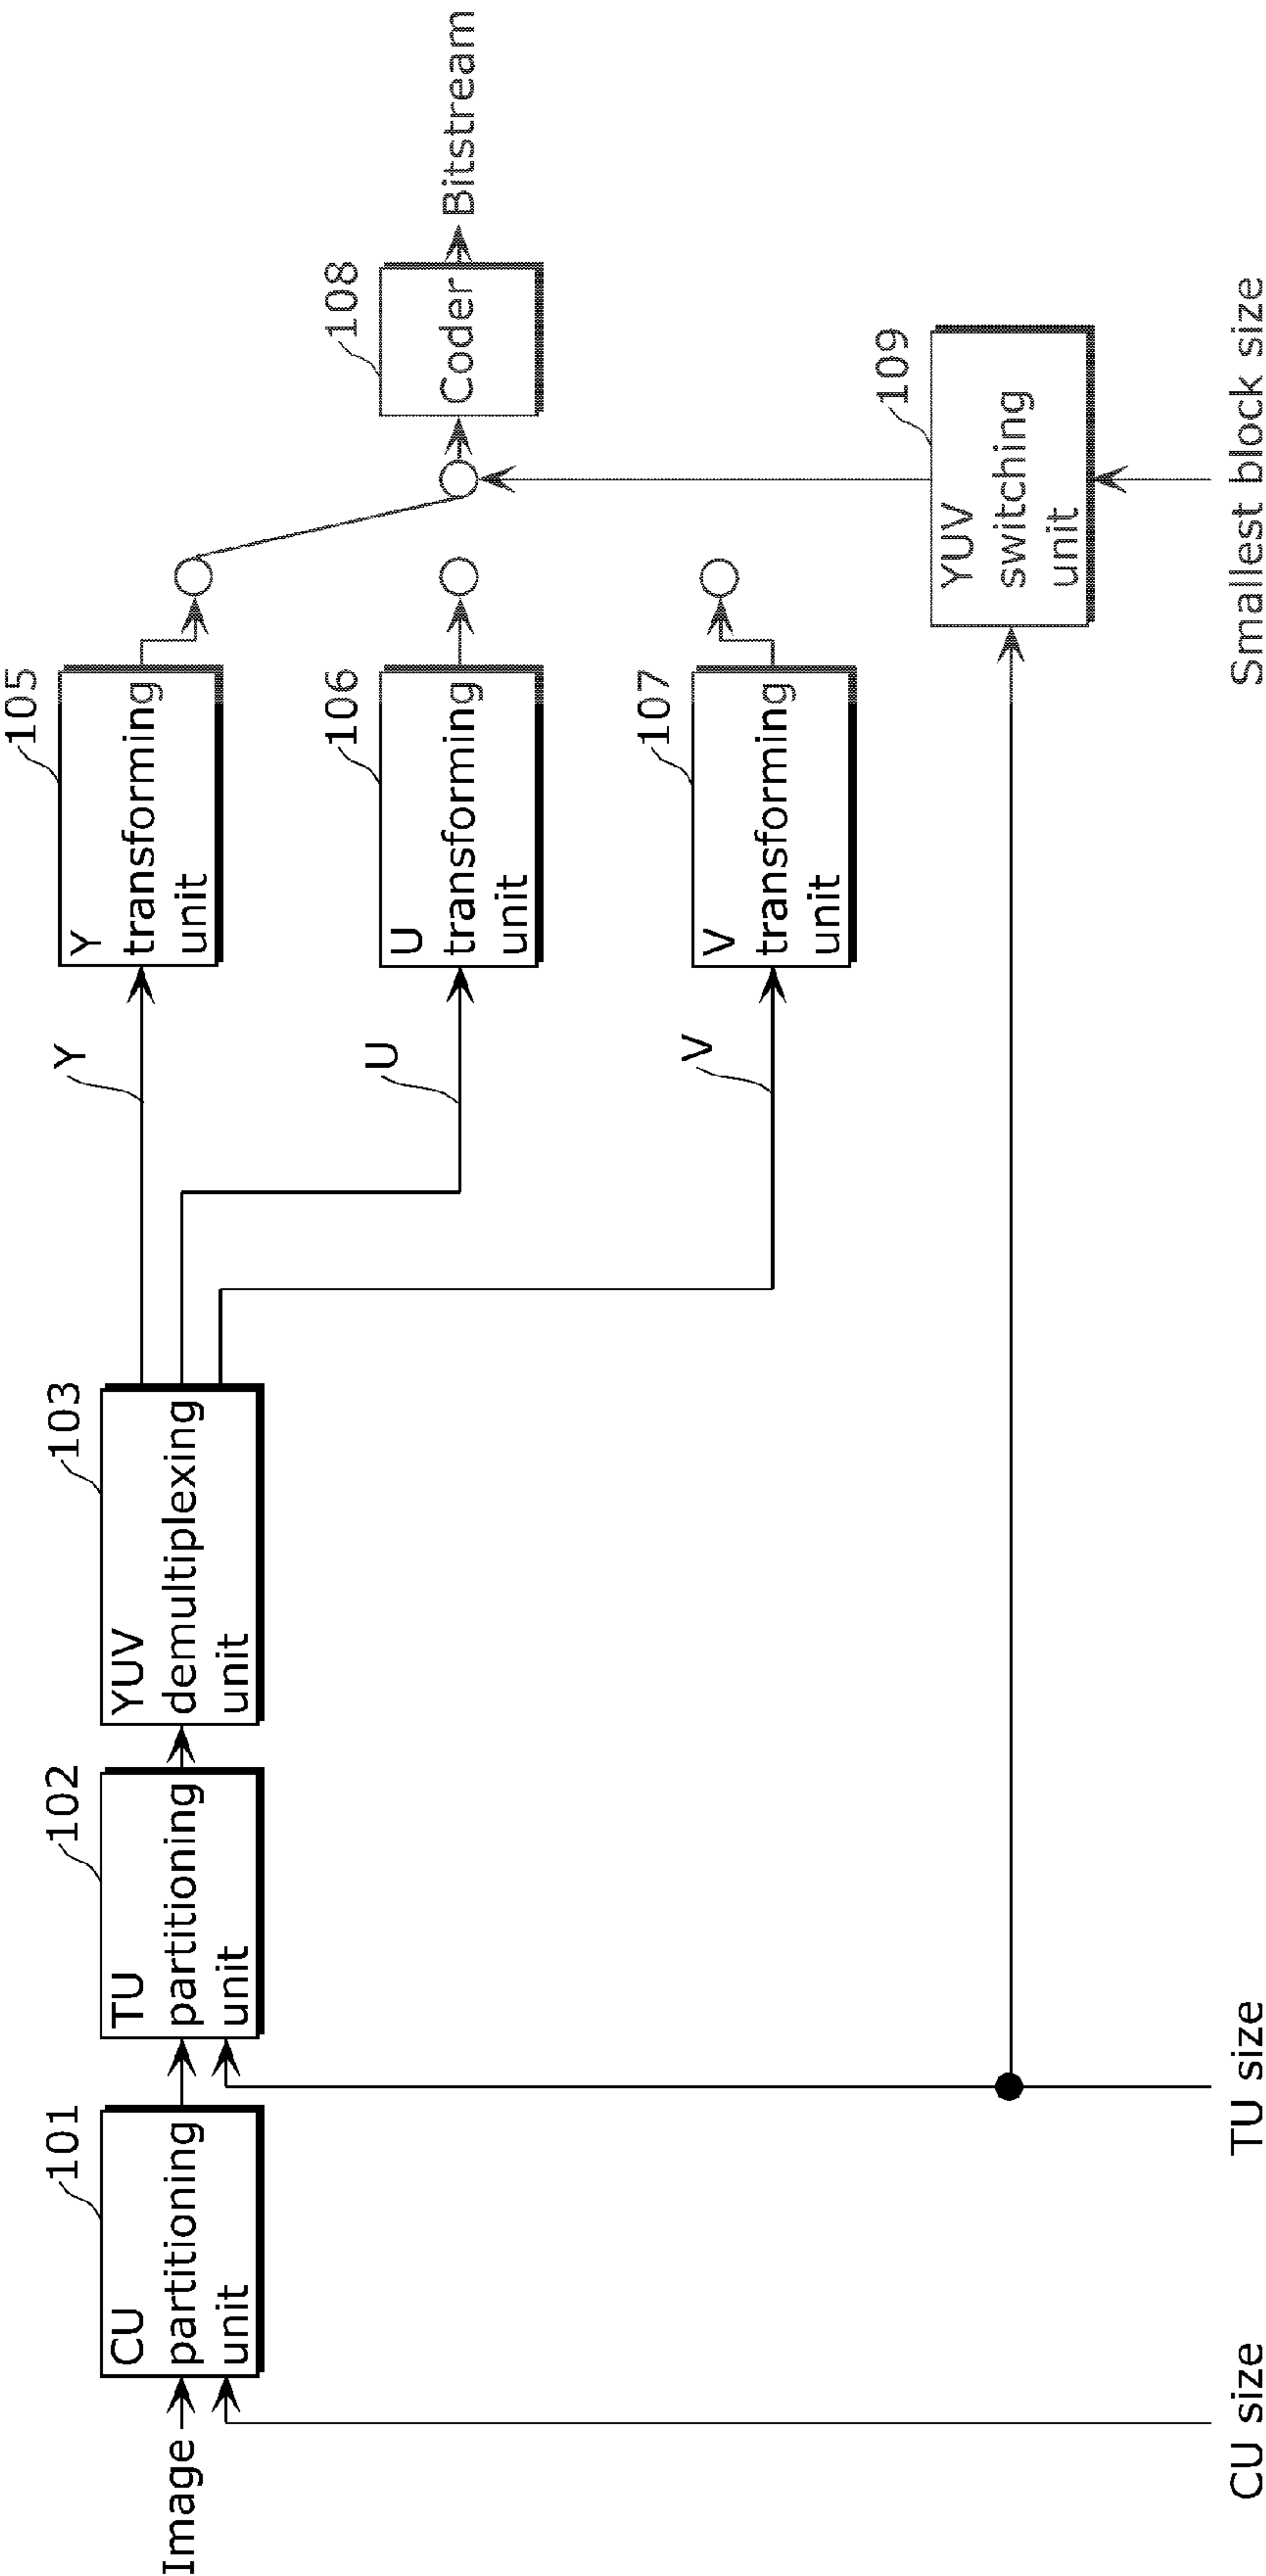 Image
CU size
101
CU
partitioning
unit
TU size
102
TU
partitioning
unit
103
YUV
demultiplexing
unit
Y
U
V
105
Y
transforming
unit
106
U
transforming
unit
107
V
transforming
unit
108
Coder
Bitstream
109
YUV
switching
unit
Smallest block size